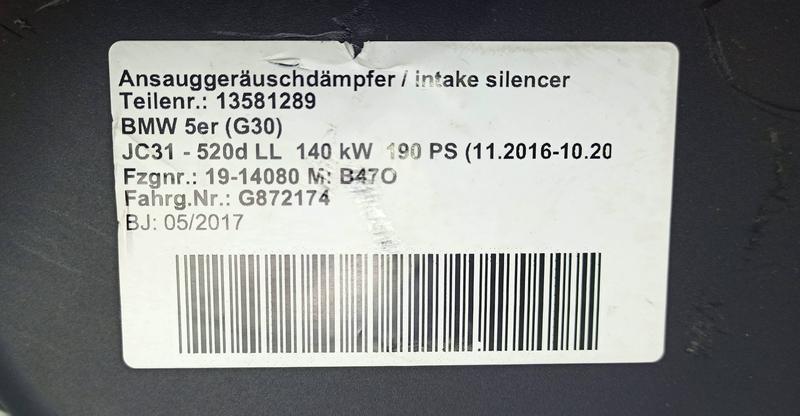 Ansauggeräuschdämpfer / intake silencer
Teilenr.: 13581289
BMW 5er (G30)
JC31 - 520d LL 140 kW 190 PS (11.2016-10.20
Fzgnr.: 19-14080 M: B47O
Fahrg.Nr.: G872174
BJ: 05/2017